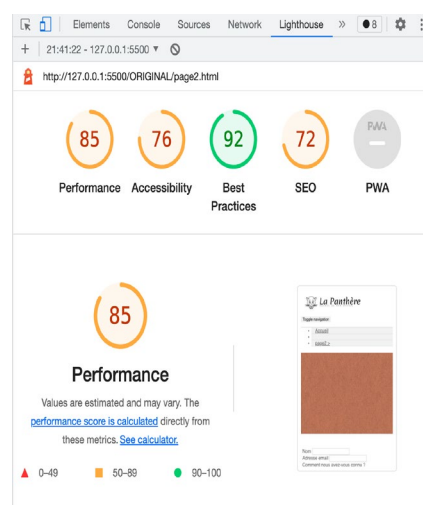 Elements Console Sources Network Lighthouse » 8
+ 21:41:22 - 127.0.0.1:5500 ▼
http://127.0.0.1:5500/ORIGINAL/page2.html
85 76 92 72 PWA
Performance Accessibility Best Practices SEO PWA
85
Performance
Values are estimated and may vary. The
performance score is calculated directly from
these metrics. See calculator.
0–49 50–89 90–100
La Panthère
Toggle navigation
Accueil
page2 >
Nom :
Adresse email :
Comment nous avez-vous connu ?